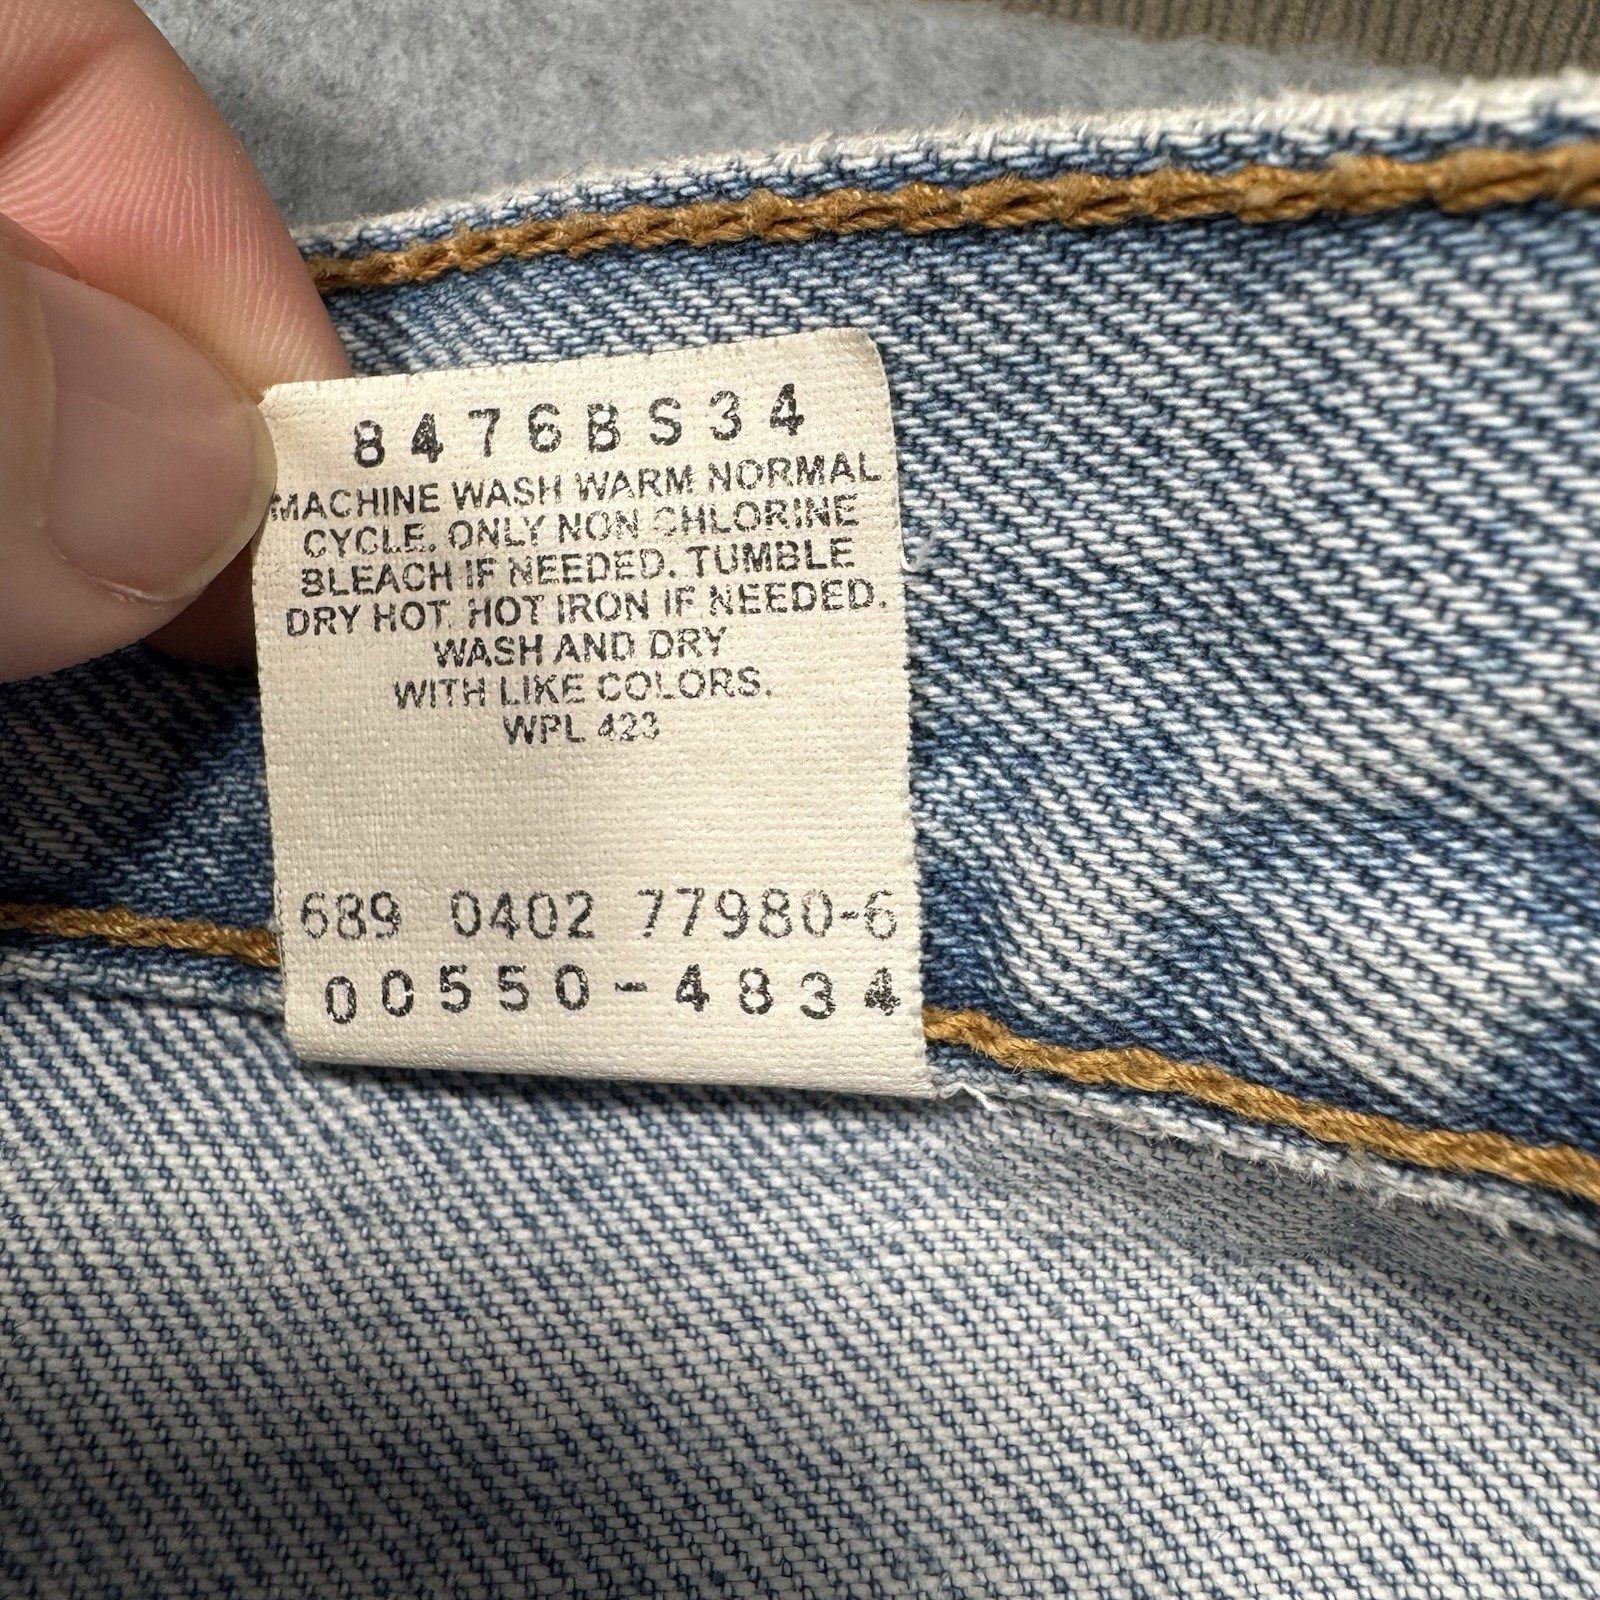 8476BS34
MACHINE WASH WARM NORMAL
CYCLE. ONLY NON CHLORINE
BLEACH IF NEEDED. TUMBLE
DRY HOT. HOT IRON IF NEEDED.
WASH AND DRY
WITH LIKE COLORS.
WPL 423
689 0402 77980-6
00550-4834